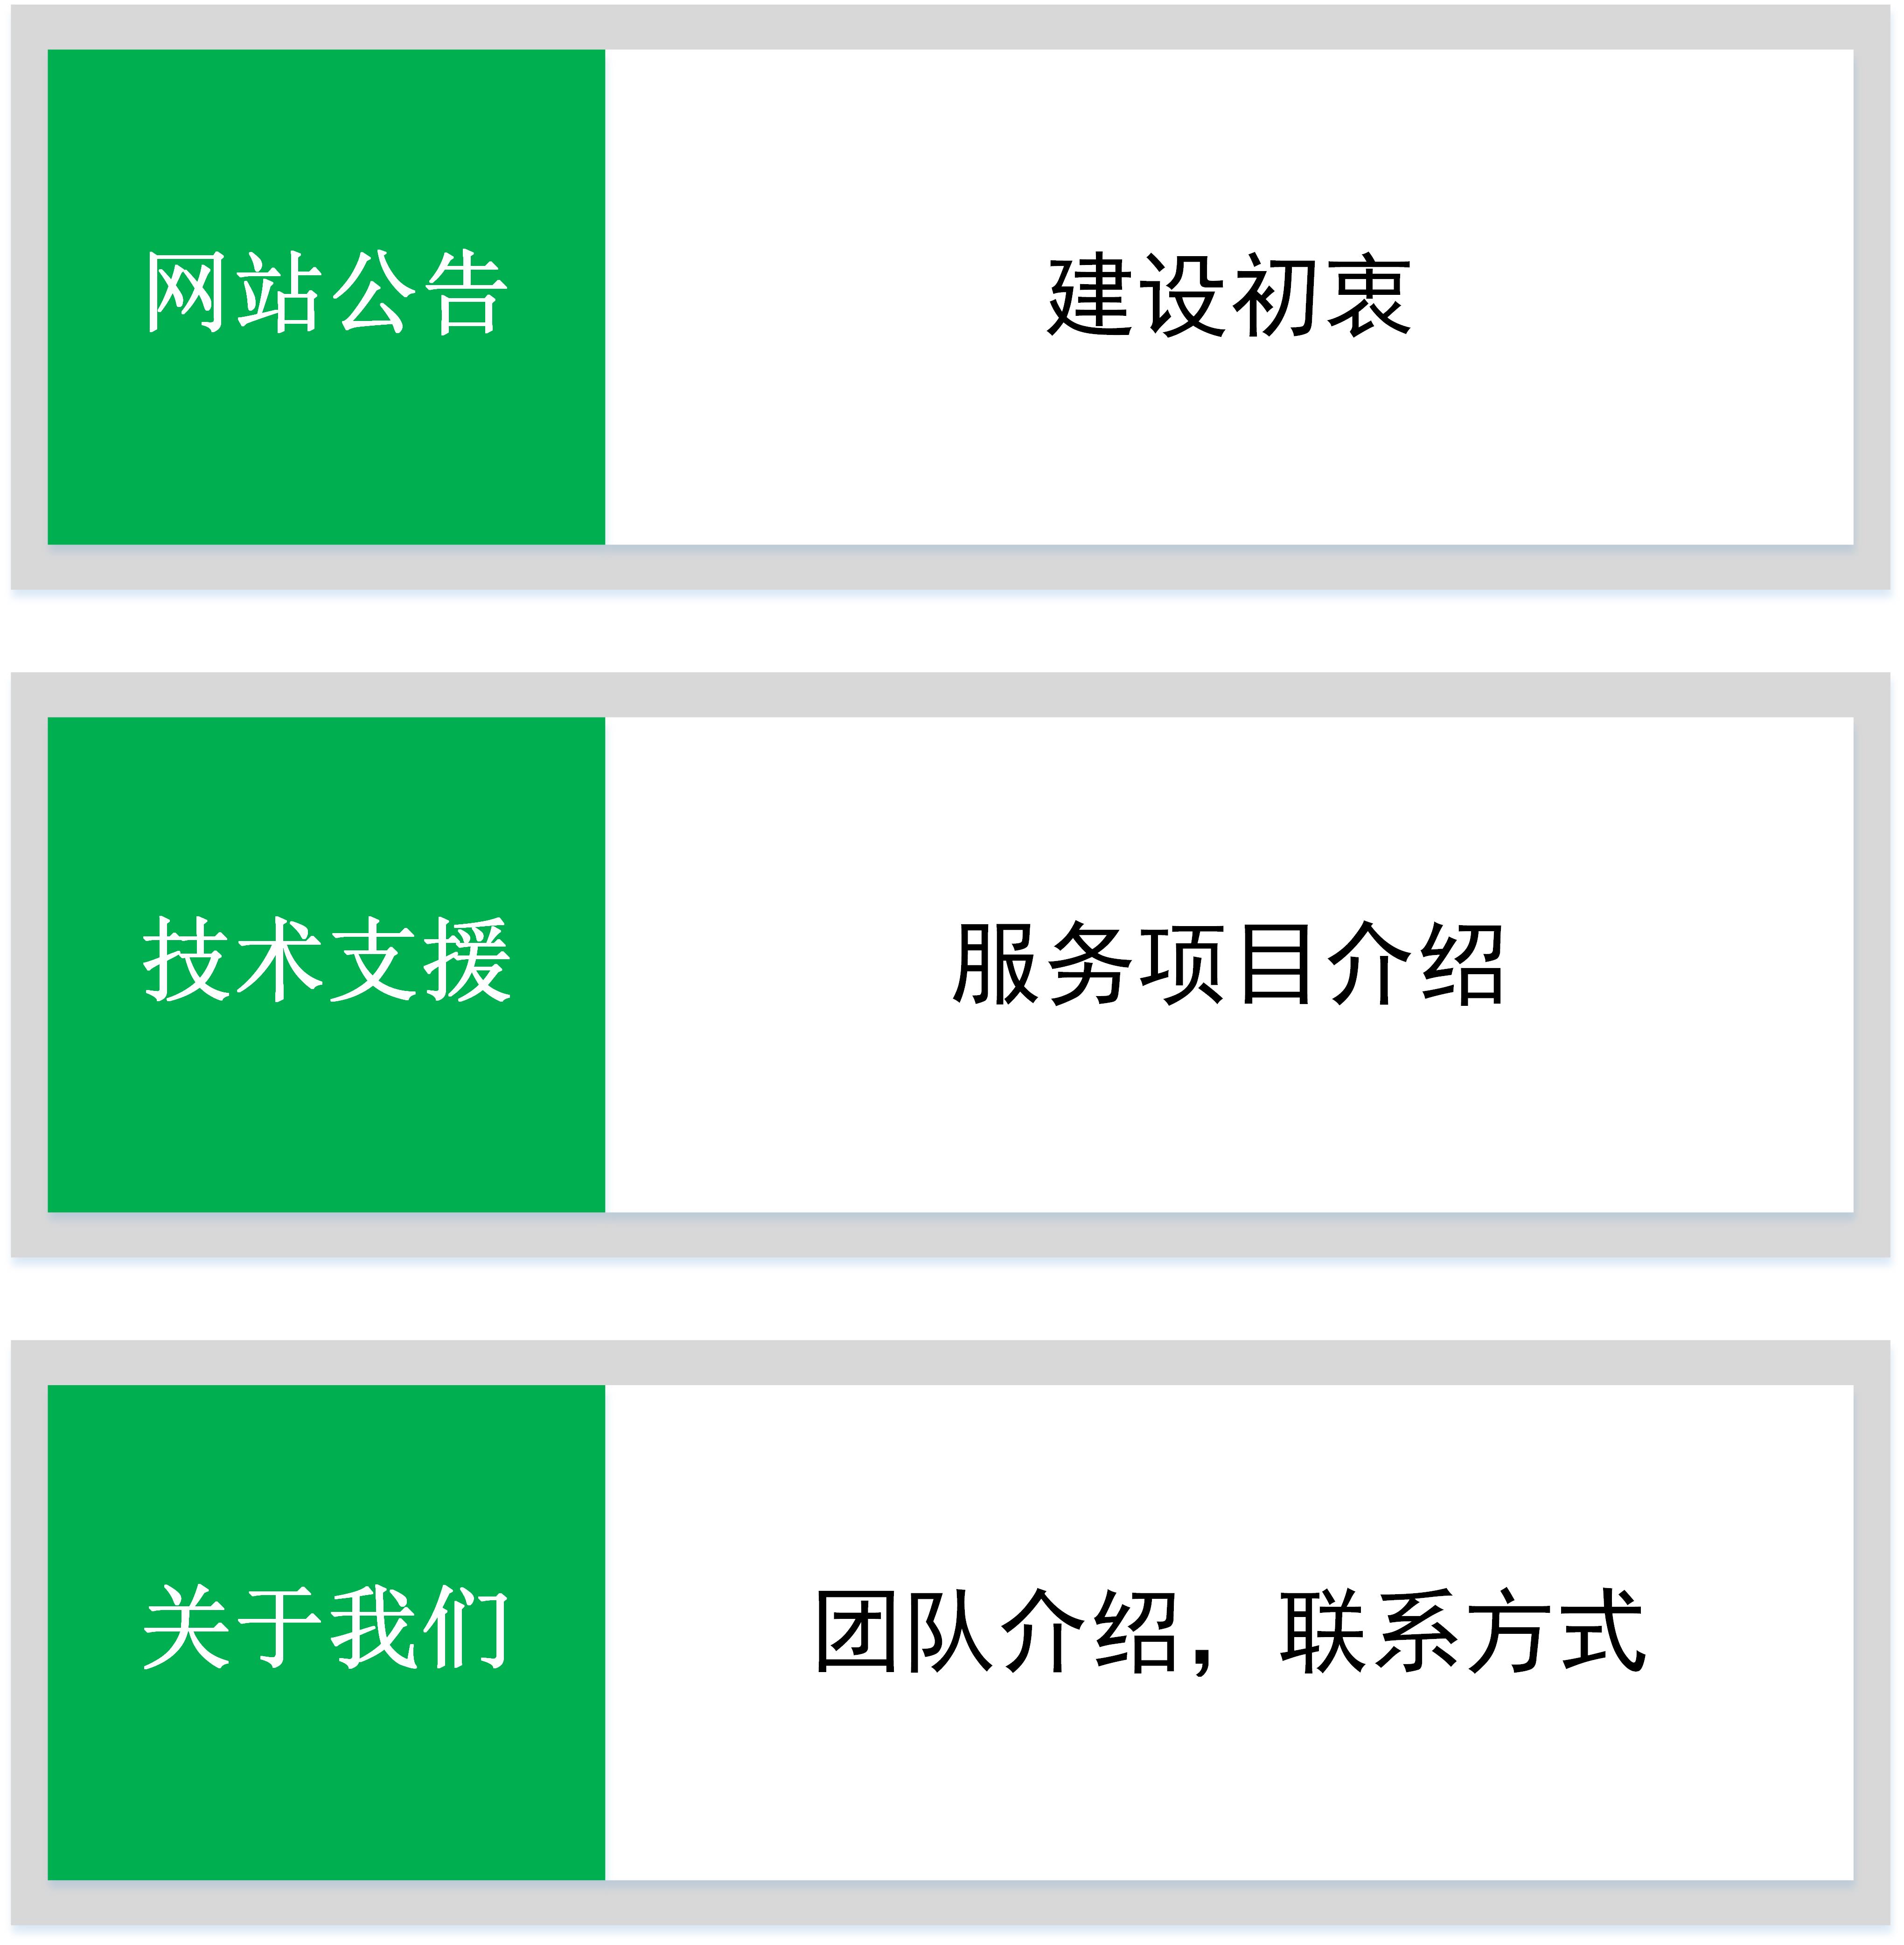 网站公告
建设初衷
技术支援
服务项目介绍
关于我们
团队介绍，联系方式